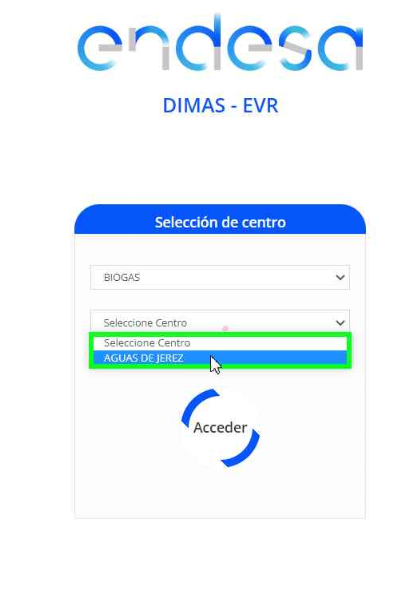 endesa
DIMAS - EVR
Selección de centro
BIOGAS
Seleccione Centro
Seleccione Centro
AGUAS DE JEREZ
Acceder